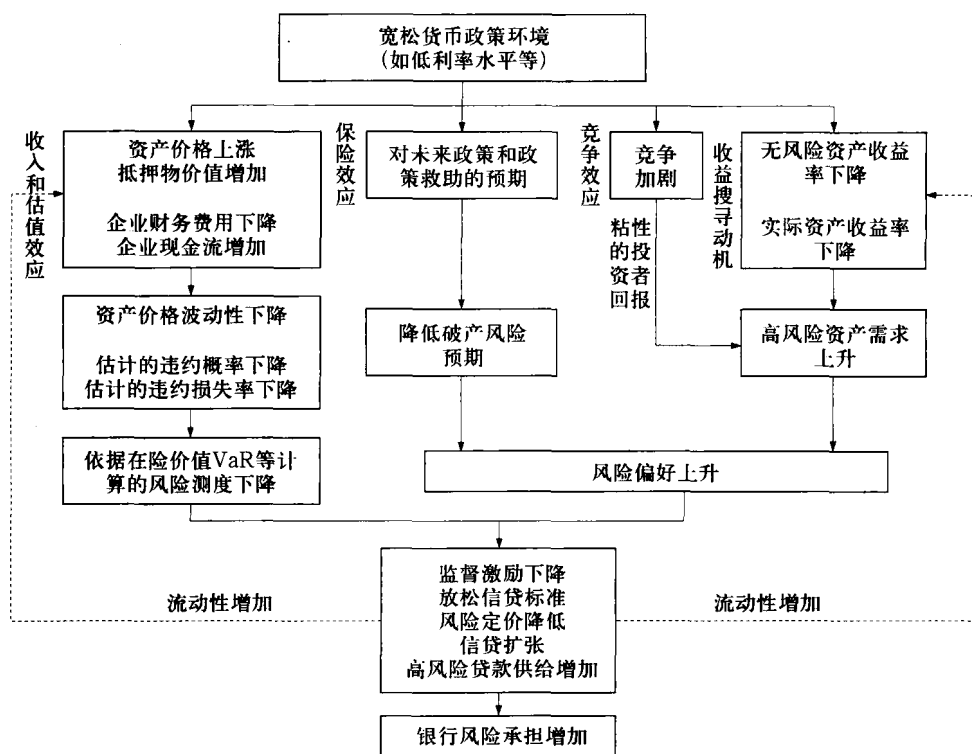 宽松货币政策环境
(如低利率水平等)
收入和估值效应
资产价格上涨
抵押物价值增加
企业财务费用下降
企业现金流增加
保险效应
对未来政策和政
策救助的预期
竞争效应
竞争
加剧
收益搜寻动机
无风险资产收益
率下降
实际资产收益率
下降
粘性
的投
资者
回报
资产价格波动性下降
估计的违约概率下降
估计的违约损失率下降
降低破产风险
预期
高风险资产需求
上升
依据在险价值VaR等计
算的风险测度下降
风险偏好上升
监督激励下降
放松信贷标准
风险定价降低
信贷扩张
高风险贷款供给增加
流动性增加
流动性增加
银行风险承担增加